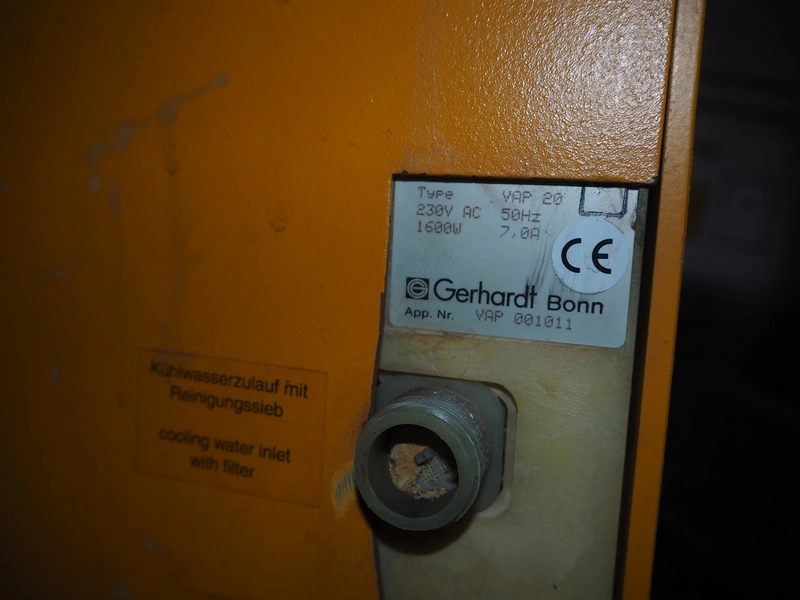 Type VAP 20
230V AC 50Hz
1600W 7,0A
CE
Gerhardt Bonn
App. Nr. VAP 001011
Kühlwasserzulauf mit
Reinigungssieb
cooling water inlet
with filter